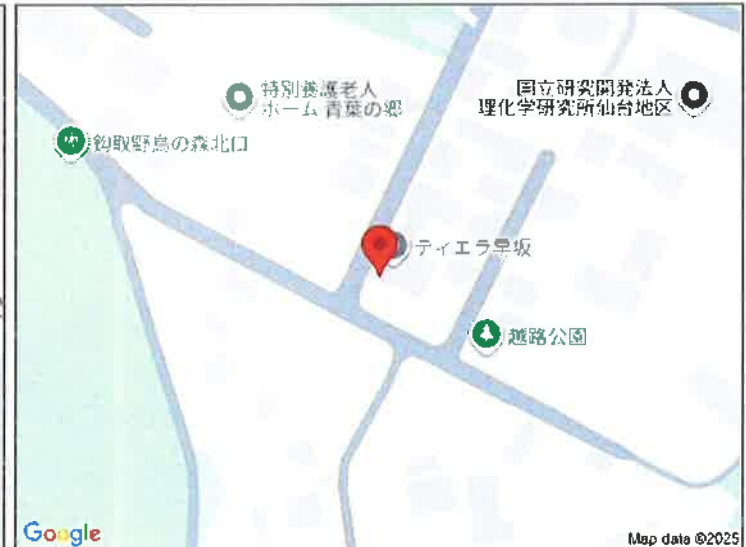 特別養護老人
ホーム 青葉の郷
国立研究開発法人
理化学研究所仙台地区
鈎取野鳥の森北口
ティエラ早坂
越路公園
Google
Map data ©2025